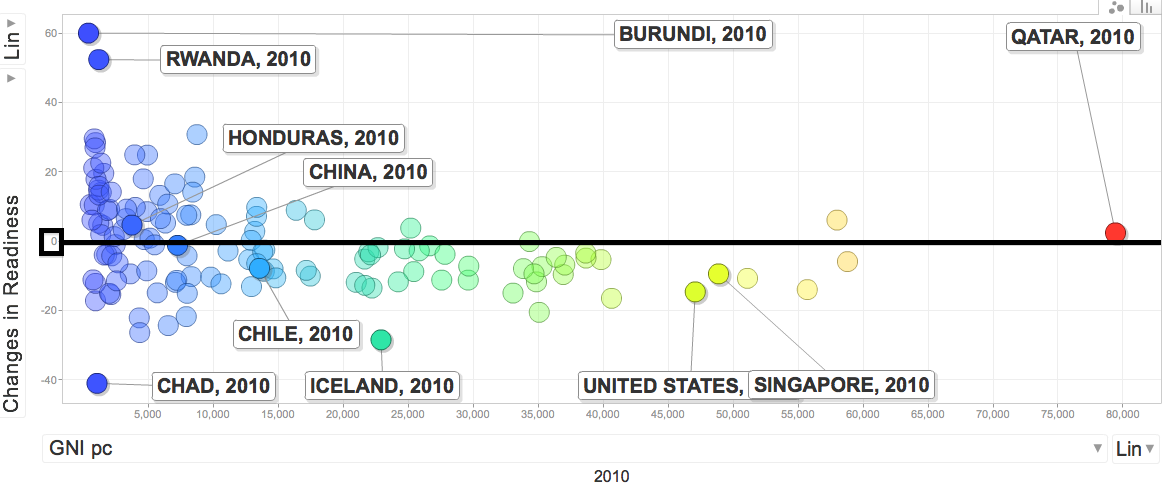 Lin
Changes in Readiness
60
40
20
0
-20
-40
BURUNDI, 2010
RWANDA, 2010
QATAR, 2010
HONDURAS, 2010
CHINA, 2010
CHILE, 2010
CHAD, 2010
ICELAND, 2010
UNITED STATES,
SINGAPORE, 2010
5,000 10,000 15,000 20,000 25,000 30,000 35,000 40,000 45,000 50,000 55,000 60,000 65,000 70,000 75,000 80,000
GNI pc
Lin
2010